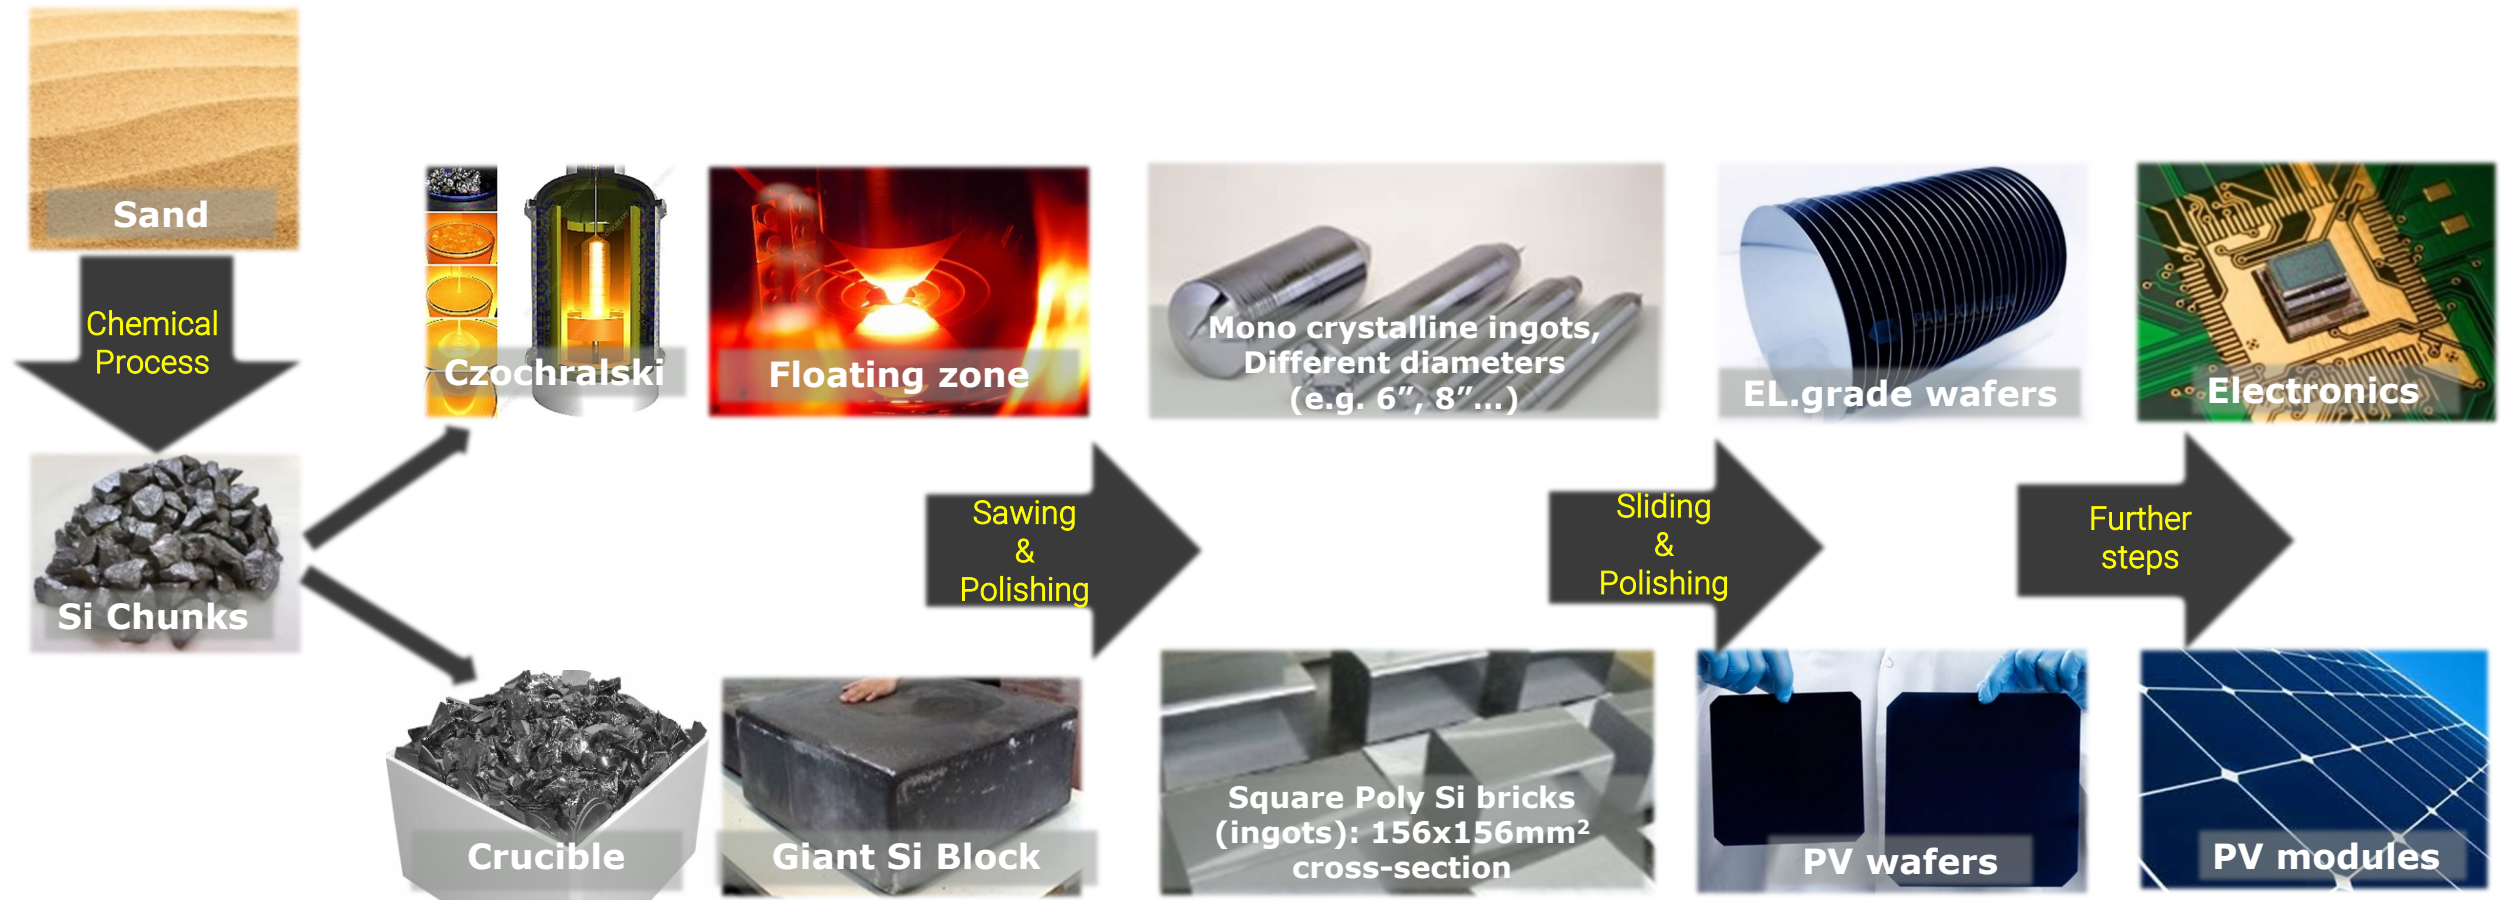 Sand
Chemical
Process
Si Chunks
Czochralski
Floating zone
Mono crystalline ingots,
Different diameters
(e.g. 6”, 8”...)
EL.grade wafers
Electronics
Sawing
&
Polishing
Sliding
&
Polishing
Further
steps
Crucible
Giant Si Block
Square Poly Si bricks
(ingots): 156x156mm²
cross-section
PV wafers
PV modules